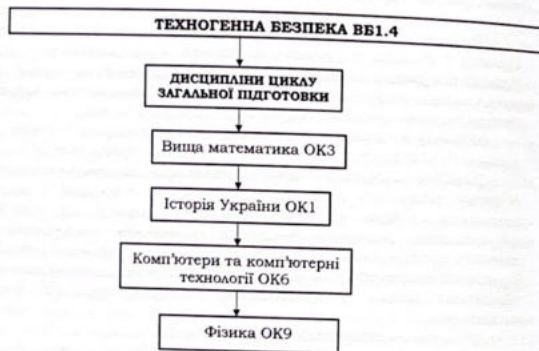 ТЕХНОГЕННА БЕЗПЕКА ВБ1.4
ДИСЦИПЛІНИ ЦИКЛУ
ЗАГАЛЬНОЇ ПІДГОТОВКИ
Вища математика ОК3
Історія України ОК1
Комп'ютери та комп'ютерні
технології ОК6
Фізика ОК9